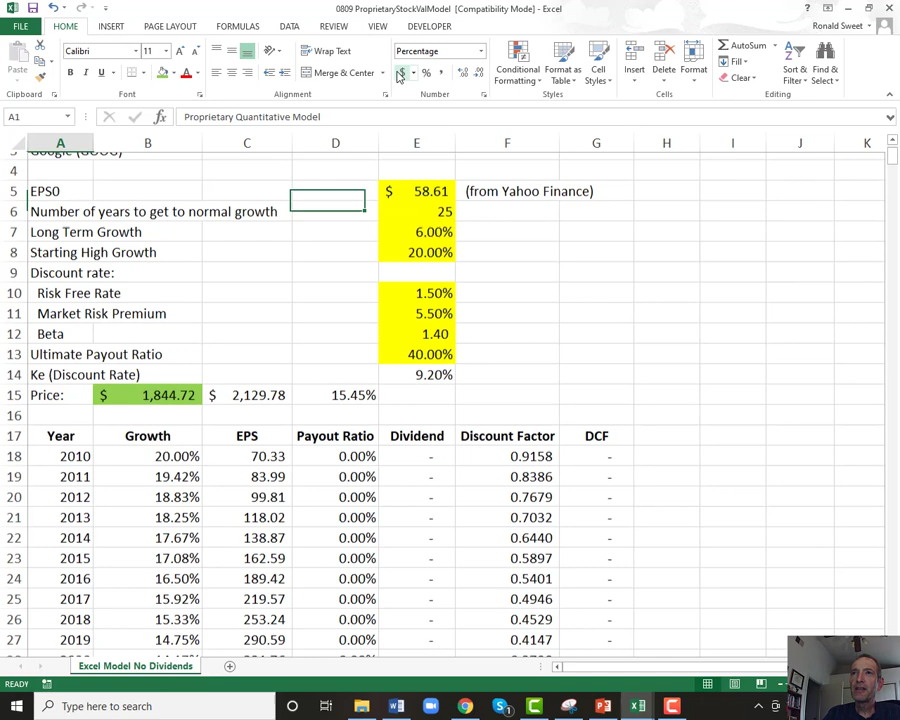 0809 ProprietaryStockValModel [Compatibility Mode] - Excel
FILE HOME INSERT PAGE LAYOUT FORMULAS DATA REVIEW VIEW DEVELOPER
Ronald Sweet
Paste
Calibri 11
B I U
Wrap Text
Merge & Center
Percentage
$ % ,
Conditional Formatting
Format as Table
Cell Styles
Insert
Delete
Format
AutoSum
Fill
Clear
Sort & Filter
Find & Select
Clipboard Font Alignment Number Styles Cells Editing
A1 fx Proprietary Quantitative Model
A B C D E F G H I J K
3 Google (GOOG)
4
5 EPS0 $ 58.61 (from Yahoo Finance)
6 Number of years to get to normal growth 25
7 Long Term Growth 6.00%
8 Starting High Growth 20.00%
9 Discount rate:
10 Risk Free Rate 1.50%
11 Market Risk Premium 5.50%
12 Beta 1.40
13 Ultimate Payout Ratio 40.00%
14 Ke (Discount Rate) 9.20%
15 Price: $ 1,844.72 $ 2,129.78 15.45%
16
17 Year Growth EPS Payout Ratio Dividend Discount Factor DCF
18 2010 20.00% 70.33 0.00% - 0.9158 -
19 2011 19.42% 83.99 0.00% - 0.8386 -
20 2012 18.83% 99.81 0.00% - 0.7679 -
21 2013 18.25% 118.02 0.00% - 0.7032 -
22 2014 17.67% 138.87 0.00% - 0.6440 -
23 2015 17.08% 162.59 0.00% - 0.5897 -
24 2016 16.50% 189.42 0.00% - 0.5401 -
25 2017 15.92% 219.57 0.00% - 0.4946 -
26 2018 15.33% 253.24 0.00% - 0.4529 -
27 2019 14.75% 290.59 0.00% - 0.4147 -
Excel Model No Dividends
READY
Type here to search